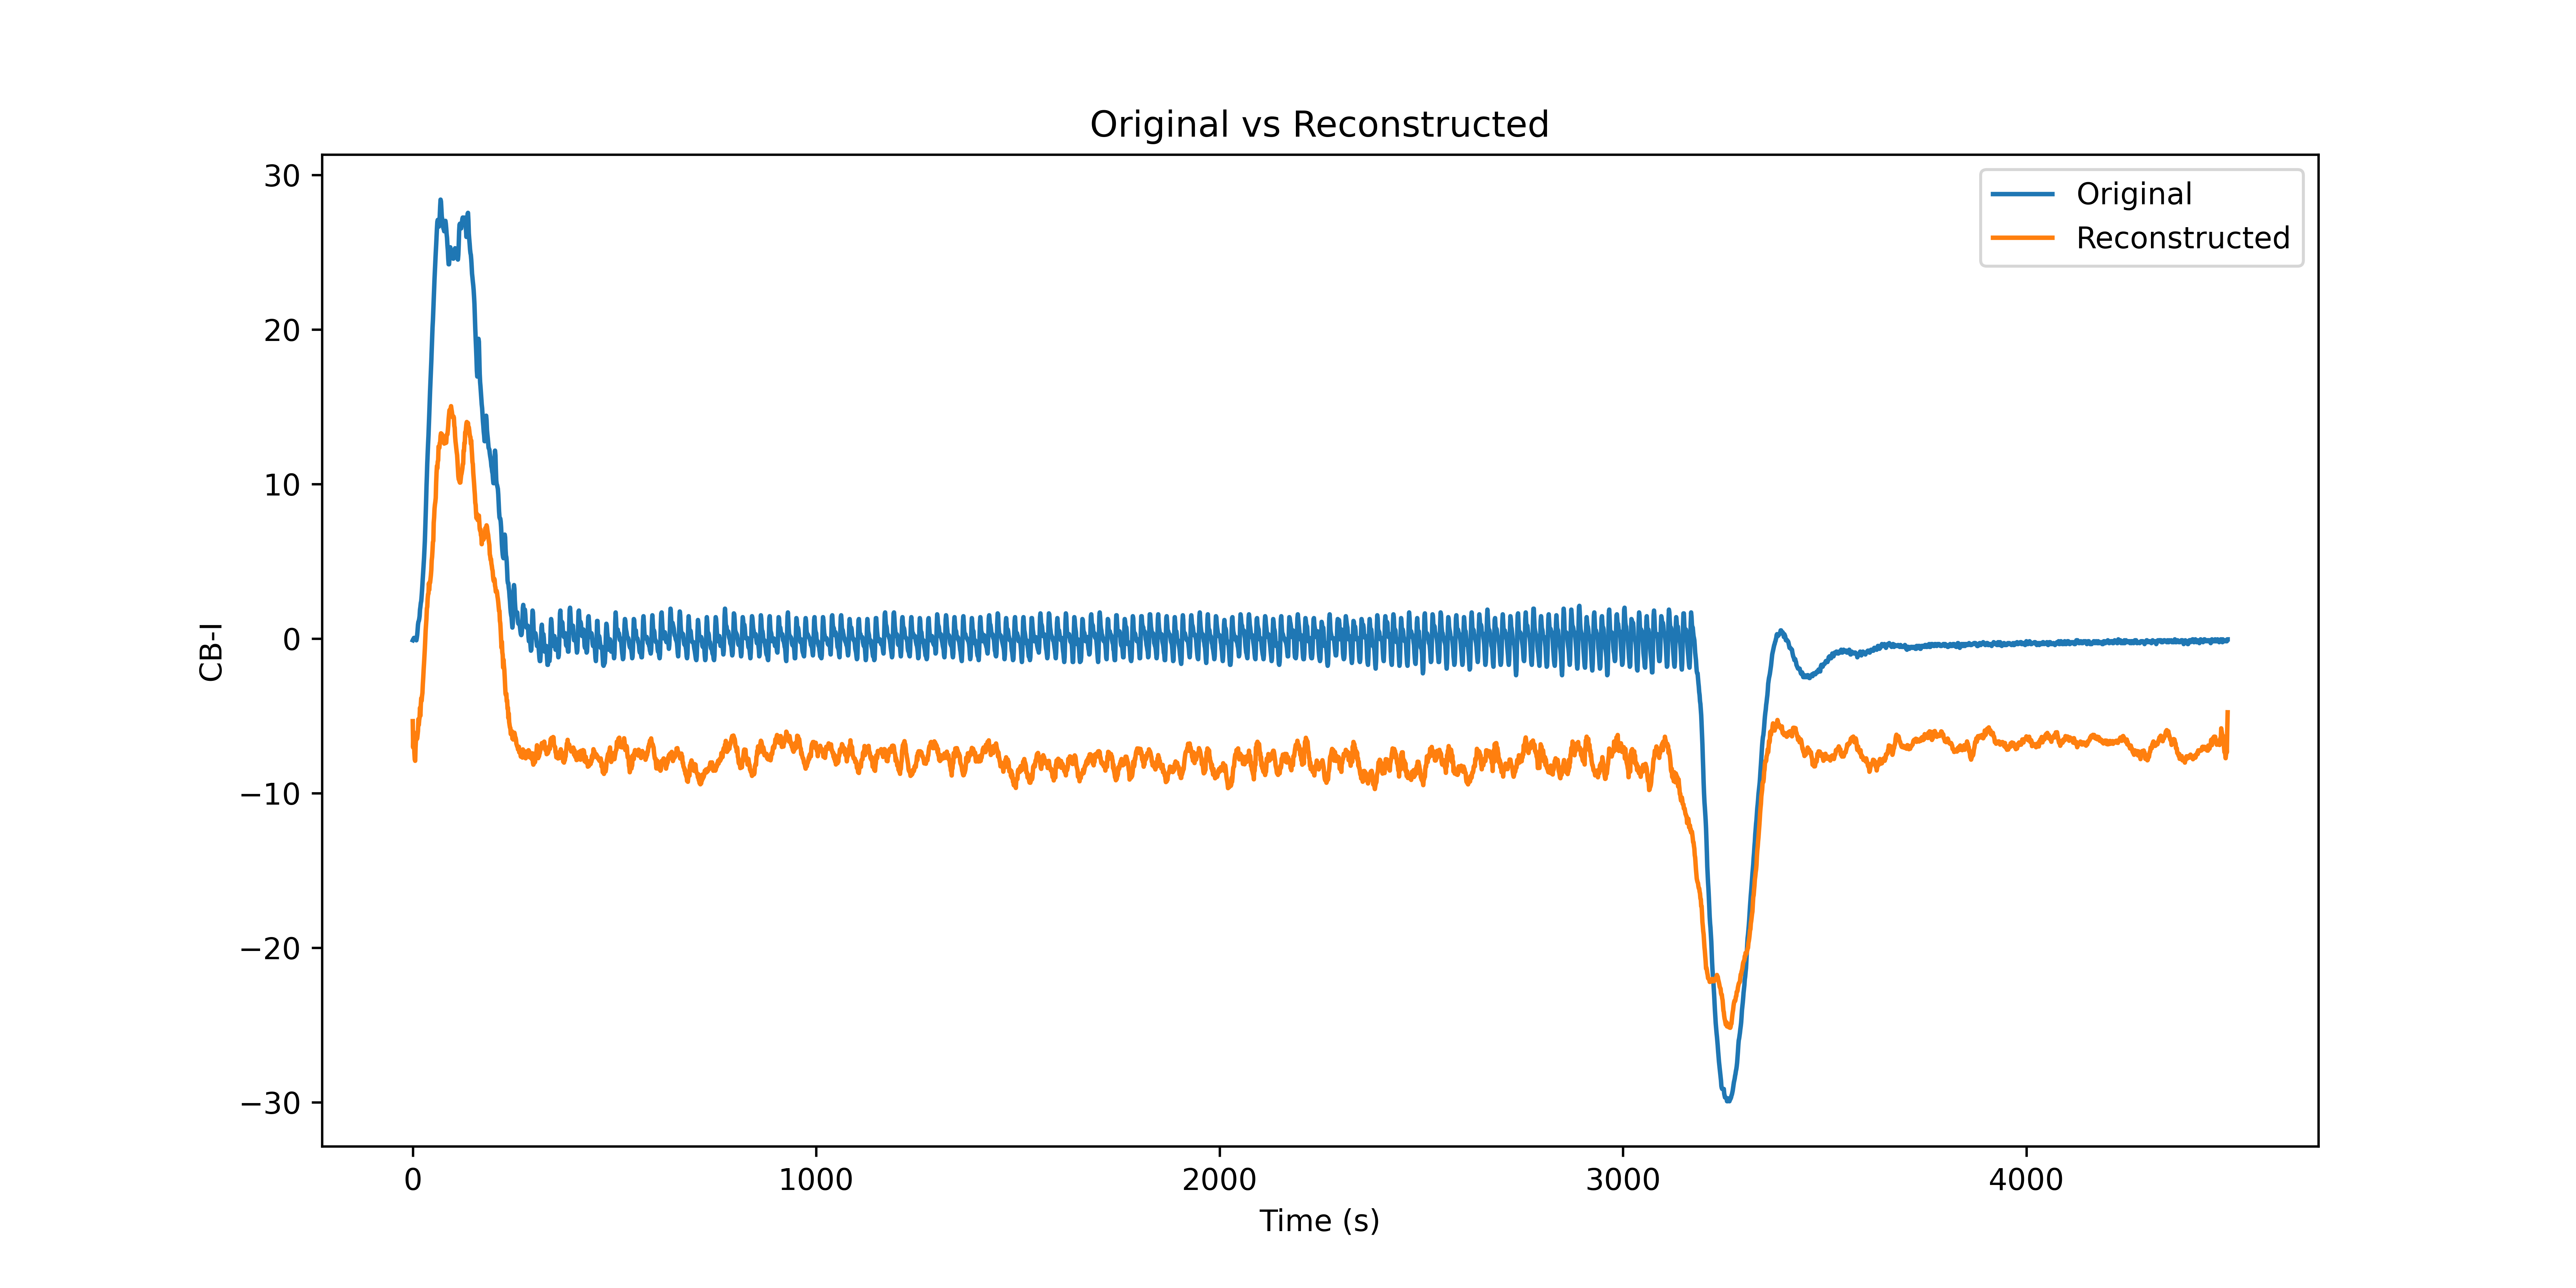 Original vs Reconstructed
Original
Reconstructed
30
20
10
0
−10
−20
−30
CB-I
0 1000 2000 3000 4000
Time (s)